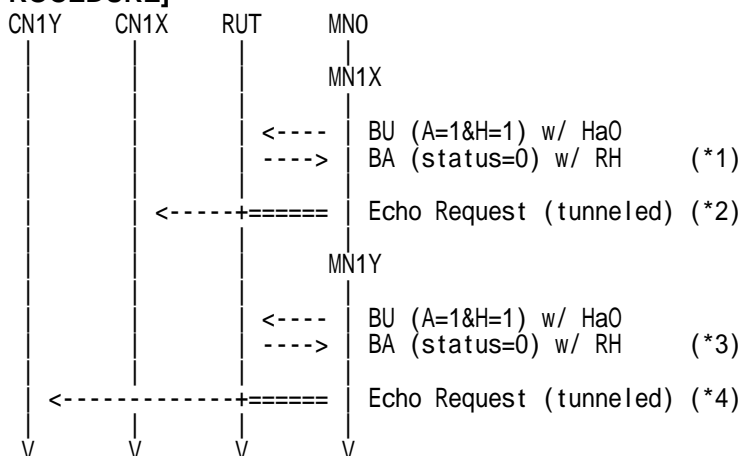 ROCEDURE]
CN1Y CN1X RUT MN0
MN1X
<---- BU (A=1&H=1) w/ HaO
----> BA (status=0) w/ RH (*1)
<------+====== Echo Request (tunneled) (*2)
MN1Y
<---- BU (A=1&H=1) w/ HaO
----> BA (status=0) w/ RH (*3)
<-------------+====== Echo Request (tunneled) (*4)
V V V V